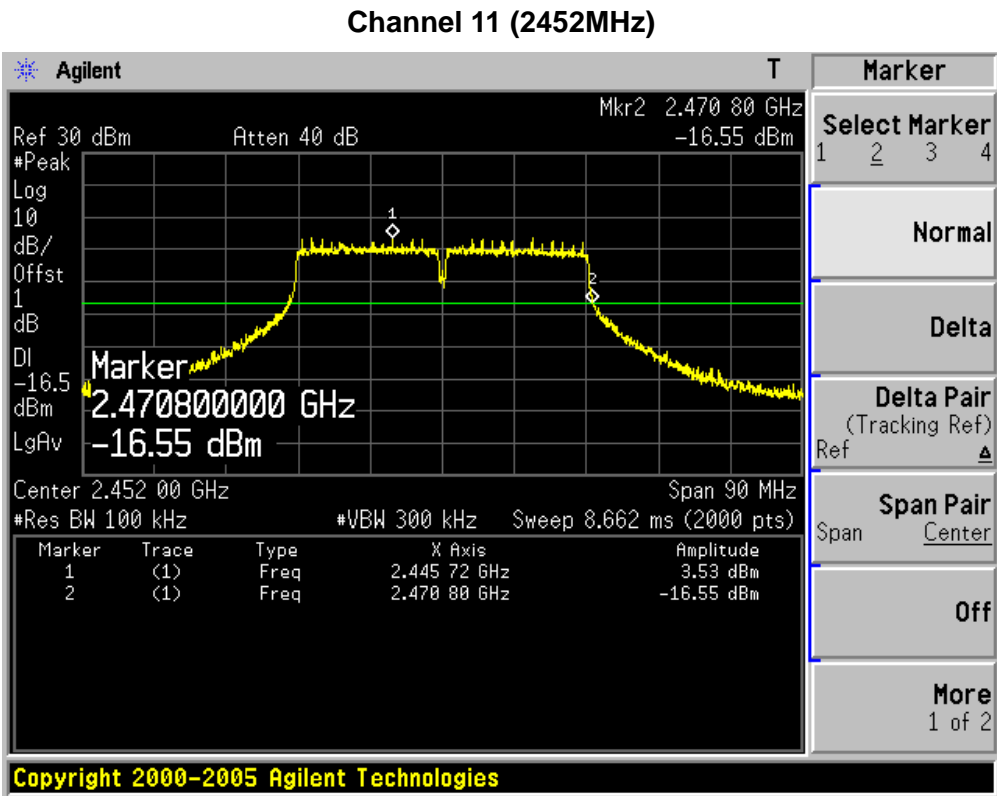 Channel 11 (2452MHz)
Agilent T
Mkr2 2.470 80 GHz
Ref 30 dBm Atten 40 dB -16.55 dBm
#Peak
Log
10
dB/
Offst
1
dB
DI
-16.5
dBm
LgAv
1
2
Marker
2.470800000 GHz
-16.55 dBm
Center 2.452 00 GHz Span 90 MHz
#Res BW 100 kHz #VBW 300 kHz Sweep 8.662 ms (2000 pts)
Marker Trace Type X Axis Amplitude
1 (1) Freq 2.445 72 GHz 3.53 dBm
2 (1) Freq 2.470 80 GHz -16.55 dBm
Marker
Select Marker
1 2 3 4
Normal
Delta
Delta Pair
(Tracking Ref)
Ref Δ
Span Pair
Span Center
Off
More
1 of 2
Copyright 2000-2005 Agilent Technologies